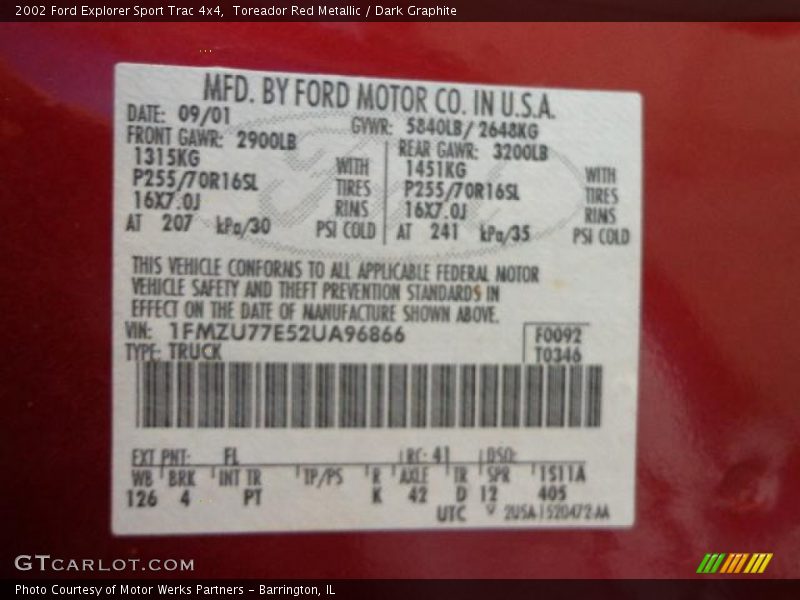 2002 Ford Explorer Sport Trac 4x4,  Toreador Red Metallic / Dark Graphite
MFD. BY FORD MOTOR CO. IN U.S.A.
DATE: 09/01 GVWR: 5840LB/ 2648KG
FRONT GAWR: 2900LB REAR GAWR: 3200LB
1315KG WITH 1451KG WITH
P255/70R16SL TIRES P255/70R16SL TIRES
16X7.0J RINS 16X7.0J RINS
AT 207 kPa/30 PSI COLD AT 241 kPa/35 PSI COLD
THIS VEHICLE CONFORMS TO ALL APPLICABLE FEDERAL MOTOR
VEHICLE SAFETY AND THEFT PREVENTION STANDARDS IN
EFFECT ON THE DATE OF MANUFACTURE SHOWN ABOVE.
VIN: 1FMZU77E52UA96866 F0092
TYPE: TRUCK T0346
EXT PNT: FL RC: 41 DSO:
WB BRK INT TR TP/PS R AXLE TR SPR 1S11A
126 4 PT K 42 D 12 405
UTC 2U5A 1520472-AA
GTCARLOT.COM
Photo Courtesy of Motor Werks Partners - Barrington, IL